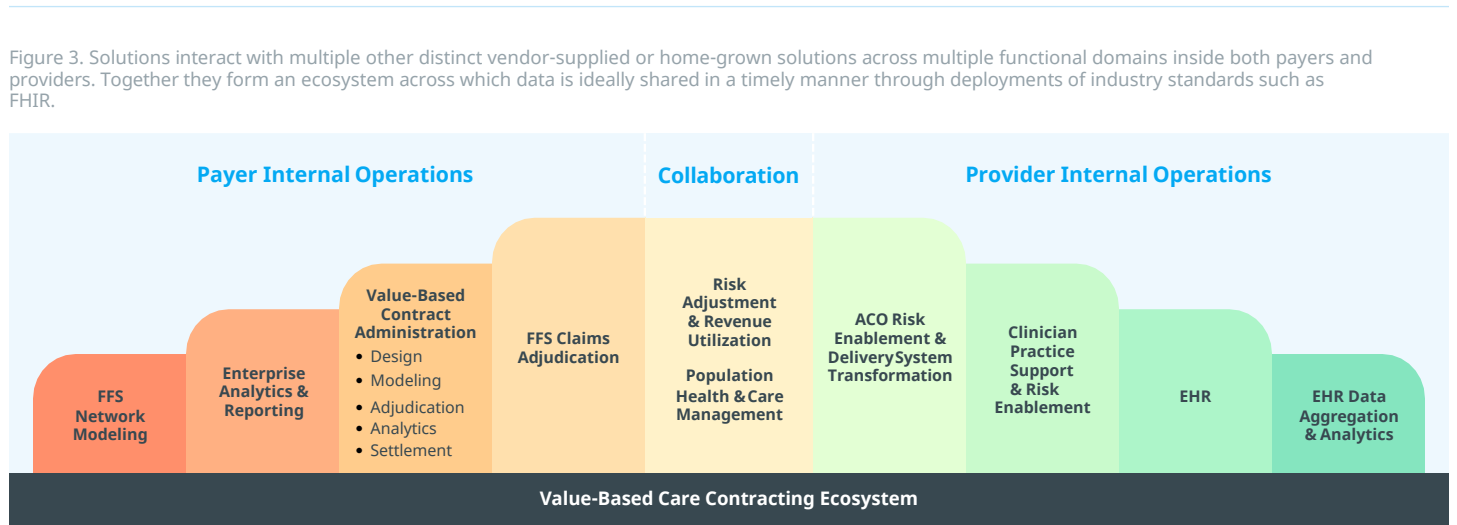 Figure 3. Solutions interact with multiple other distinct vendor-supplied or home-grown solutions across multiple functional domains inside both payers and
providers. Together they form an ecosystem across which data is ideally shared in a timely manner through deployments of industry standards such as
FHIR.
Payer Internal Operations
Collaboration
Provider Internal Operations
FFS
Network
Modeling
Enterprise
Analytics &
Reporting
Value-Based
Contract
Administration
• Design
• Modeling
• Adjudication
• Analytics
• Settlement
FFS Claims
Adjudication
Risk
Adjustment
& Revenue
Utilization
Population
Health & Care
Management
ACO Risk
Enablement &
Delivery System
Transformation
Clinician
Practice
Support
& Risk
Enablement
EHR
EHR Data
Aggregation
& Analytics
Value-Based Care Contracting Ecosystem